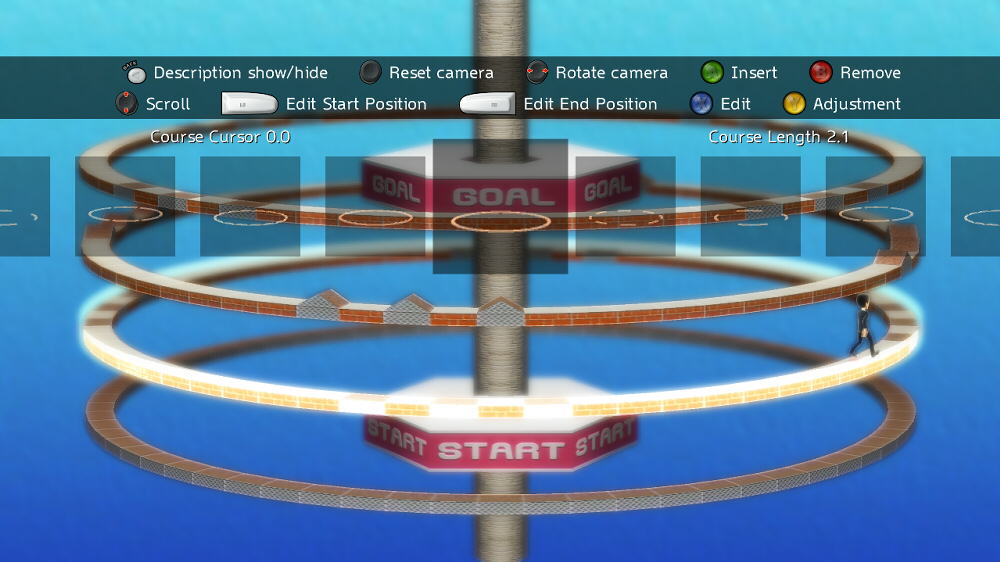 BACK Description show/hide Reset camera Rotate camera Insert Remove
Scroll Edit Start Position Edit End Position Edit Adjustment
Course Cursor 0.0 Course Length 2.1
GOAL GOAL GOAL
START START START